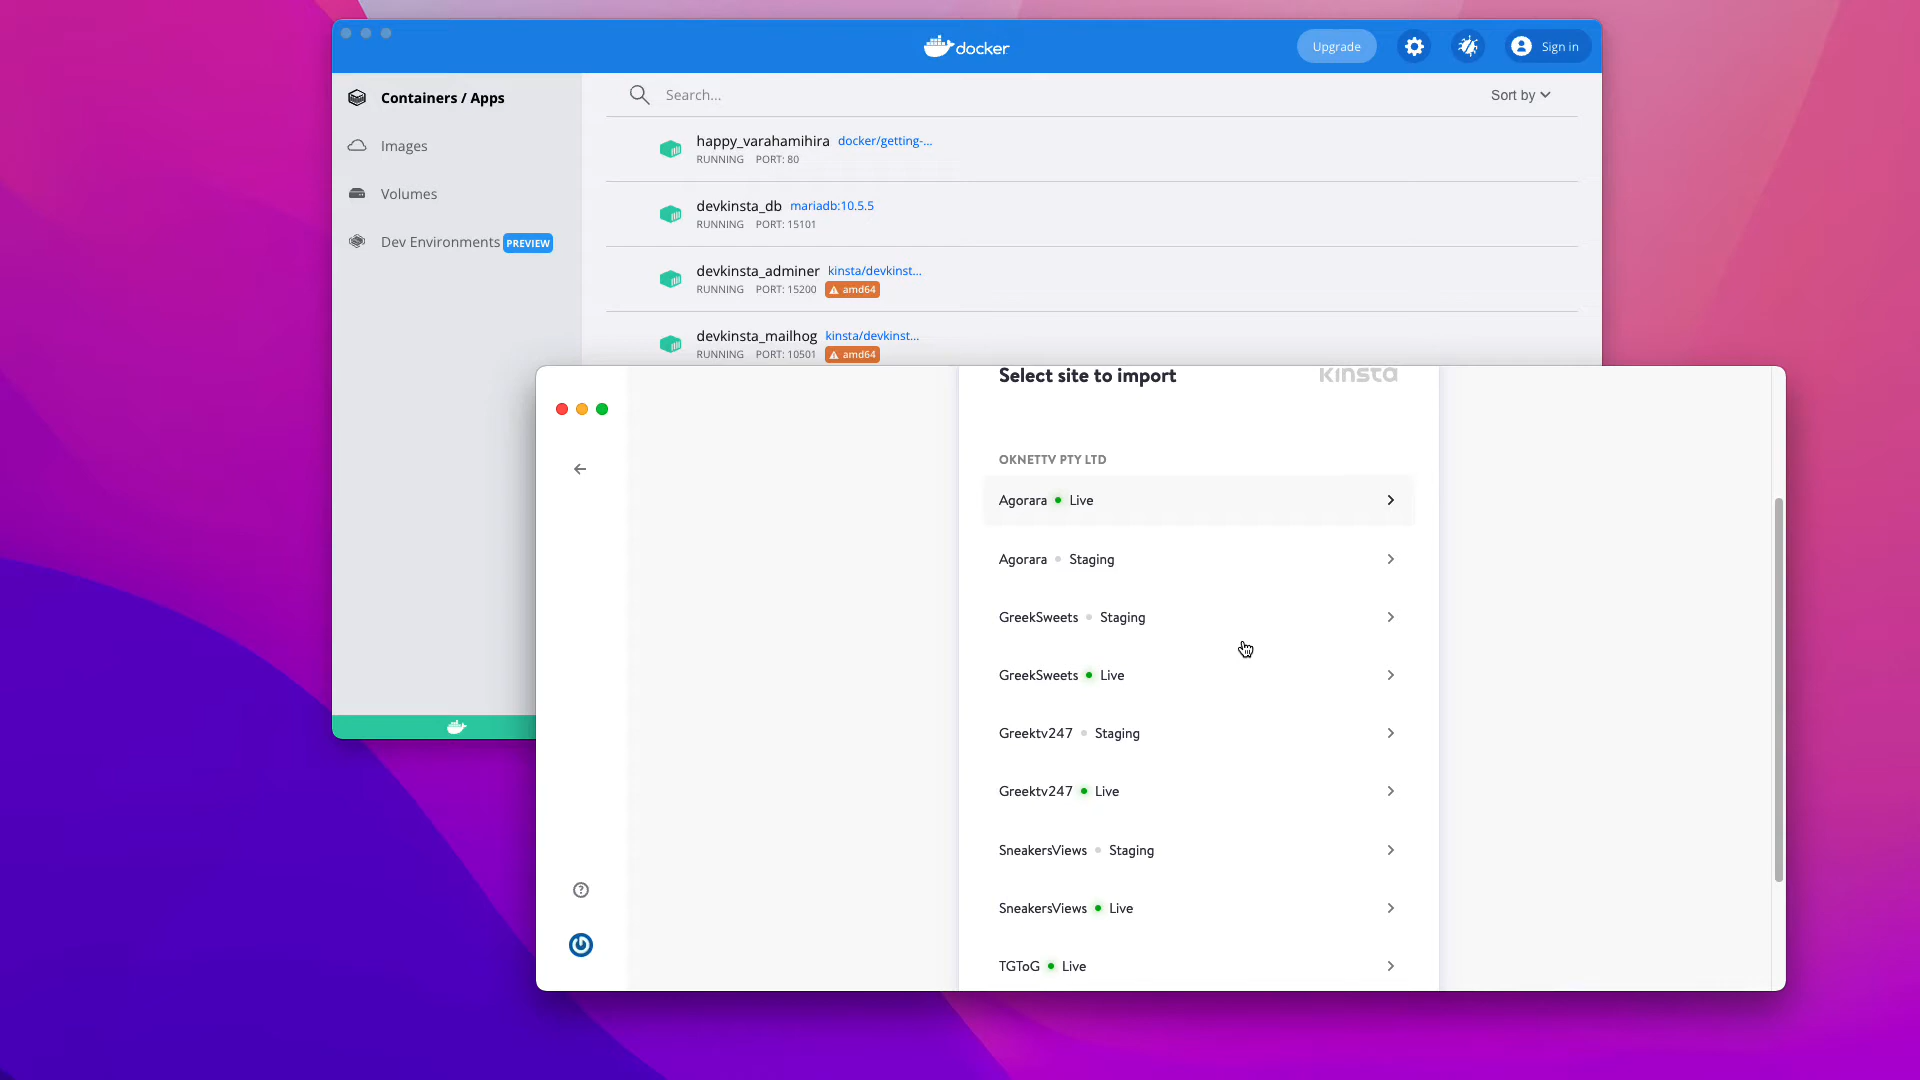 docker
Upgrade
Sign in
Containers / Apps
Images
Volumes
Dev Environments PREVIEW
Search...
Sort by
happy_varahamihira docker/getting-...
RUNNING PORT: 80
devkinsta_db mariadb:10.5.5
RUNNING PORT: 15101
devkinsta_adminer kinsta/devkinst...
RUNNING PORT: 15200 amd64
devkinsta_mailhog kinsta/devkinst...
RUNNING PORT: 10501 amd64
Select site to import
kinsta
OKNETTV PTY LTD
Agorara Live
Agorara Staging
GreekSweets Staging
GreekSweets Live
Greektv247 Staging
Greektv247 Live
SneakersViews Staging
SneakersViews Live
TGToG Live